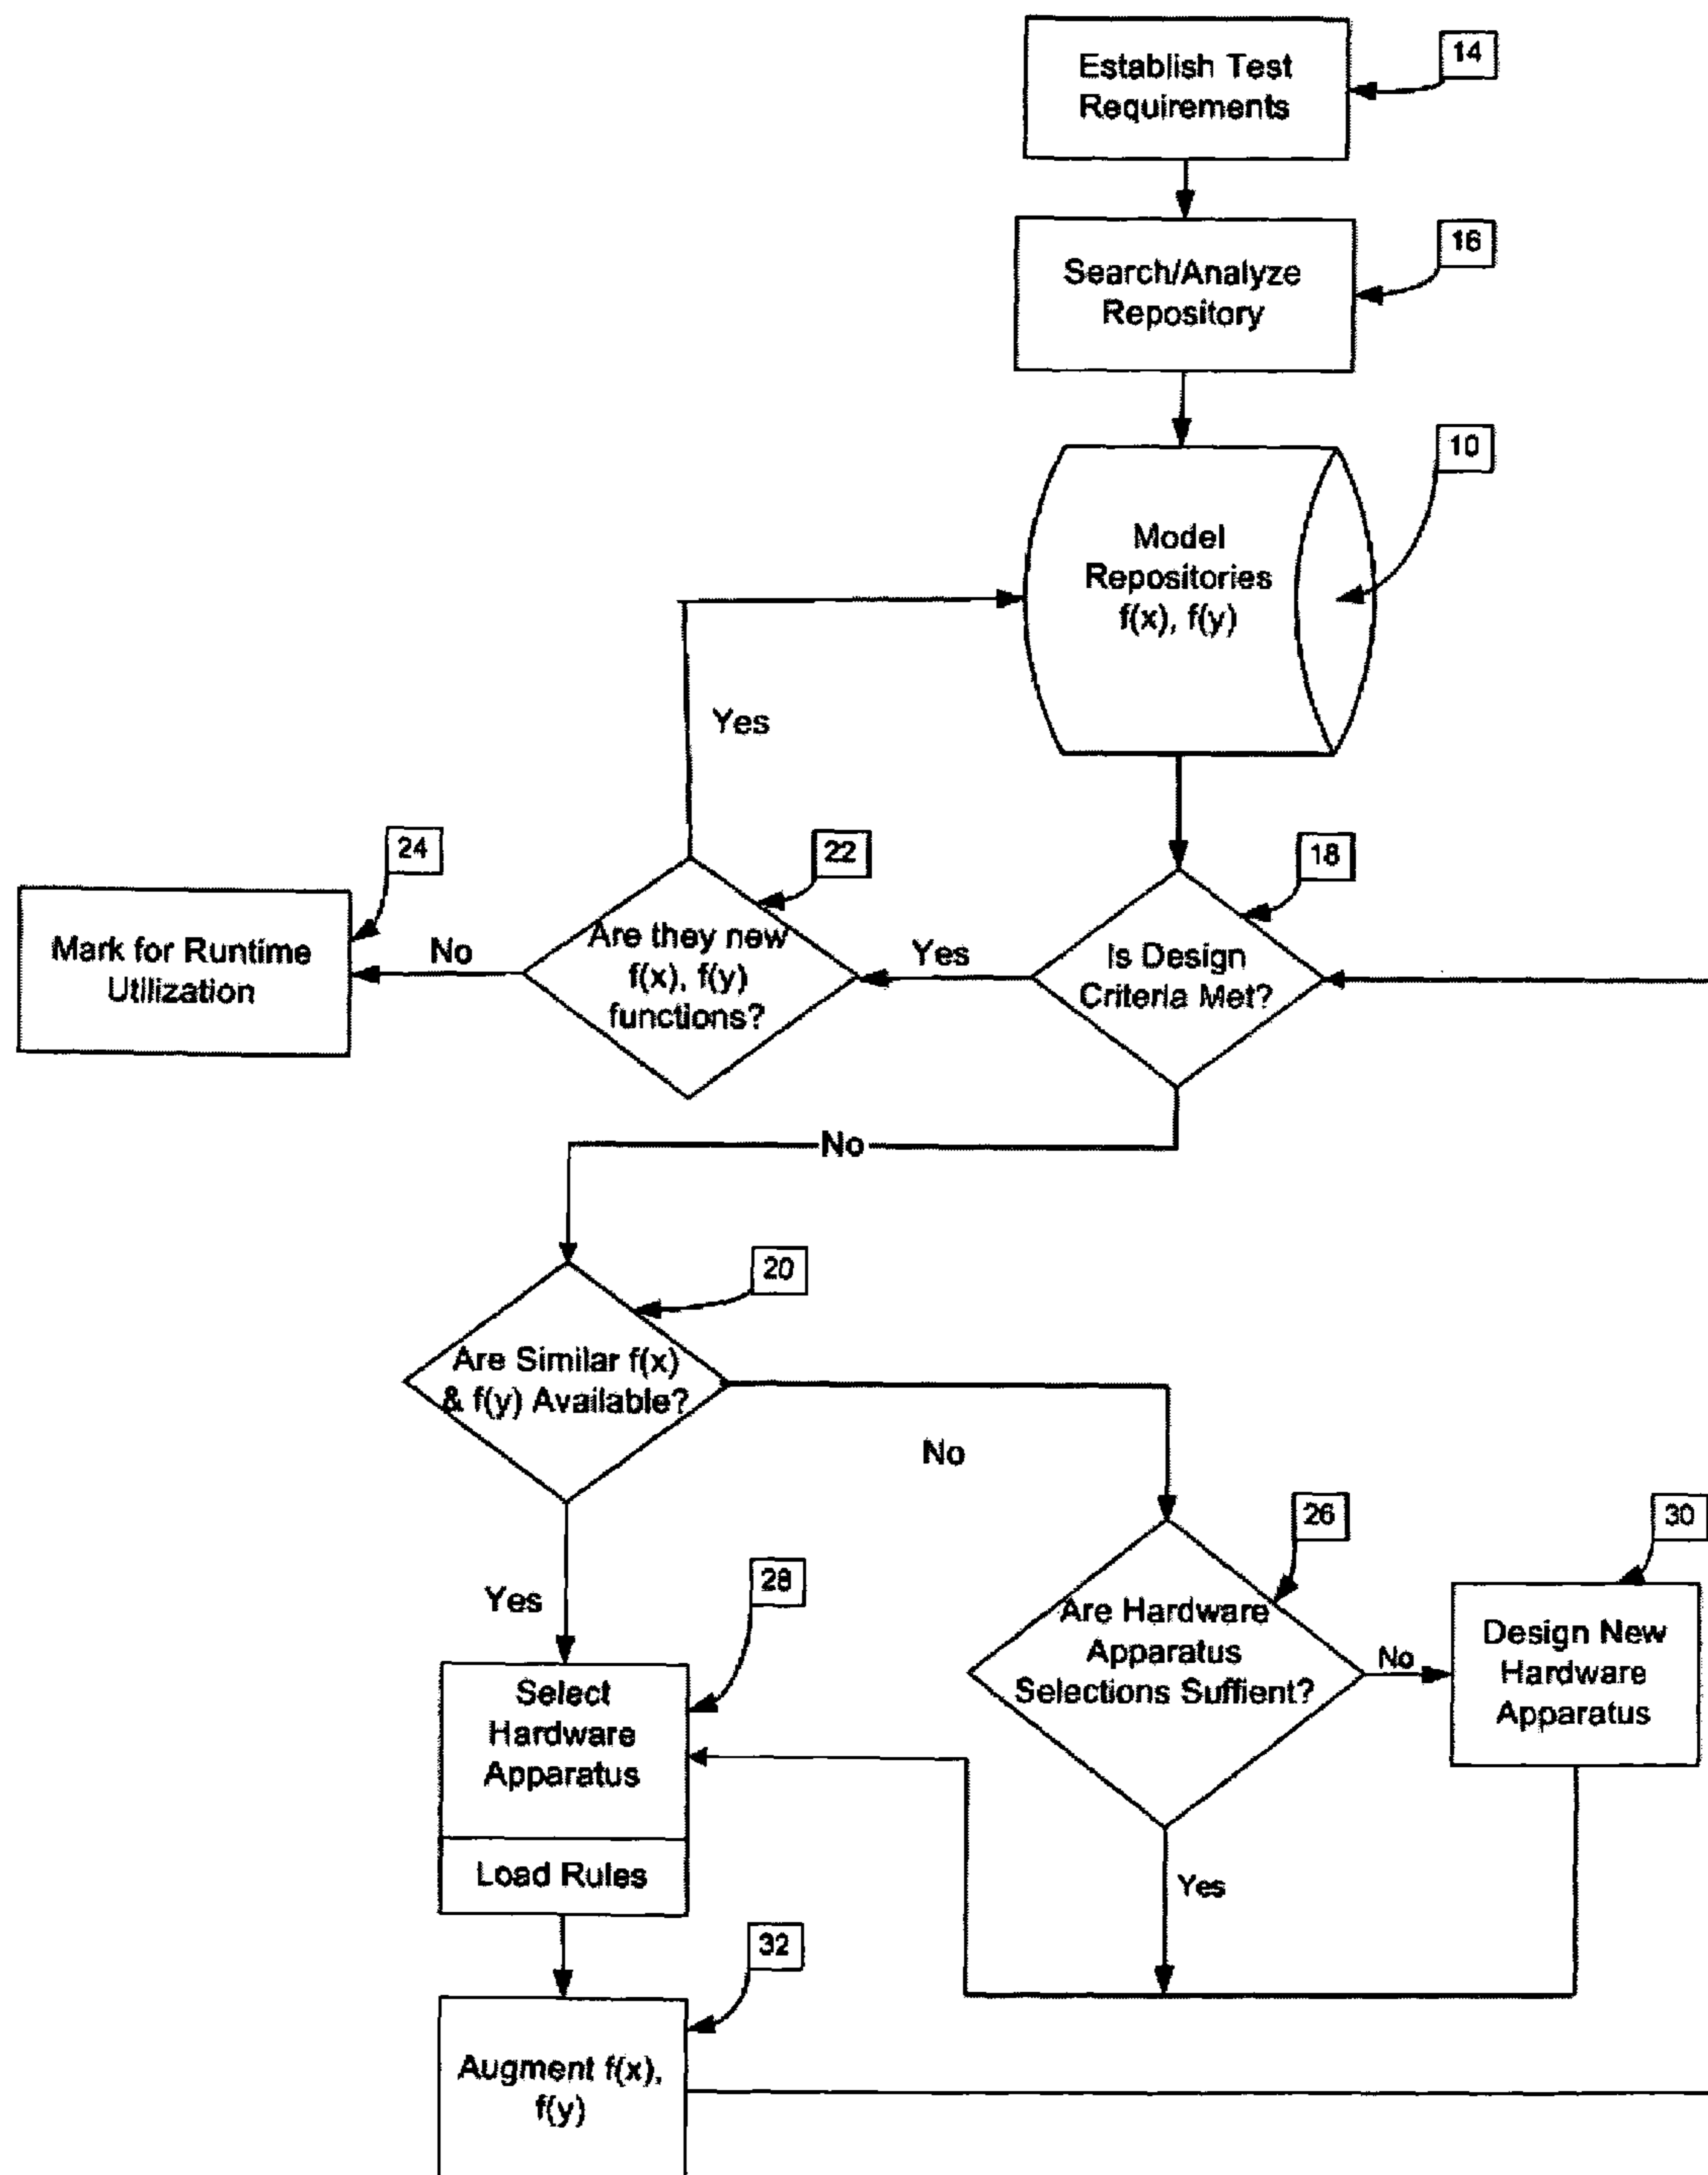 Establish Test
Requirements
14
Search/Analyze
Repository
16
Model
Repositories
f(x), f(y)
10
Yes
24
22
18
Mark for Runtime
Utilization
No
Are they new
f(x), f(y)
functions?
Yes
Is Design
Criteria Met?
No
20
Are Similar f(x)
& f(y) Available?
No
26
30
Yes
28
Select
Hardware
Apparatus
Load Rules
Are Hardware
Apparatus
Selections Suffient?
No
Design New
Hardware
Apparatus
Yes
32
Augment f(x),
f(y)